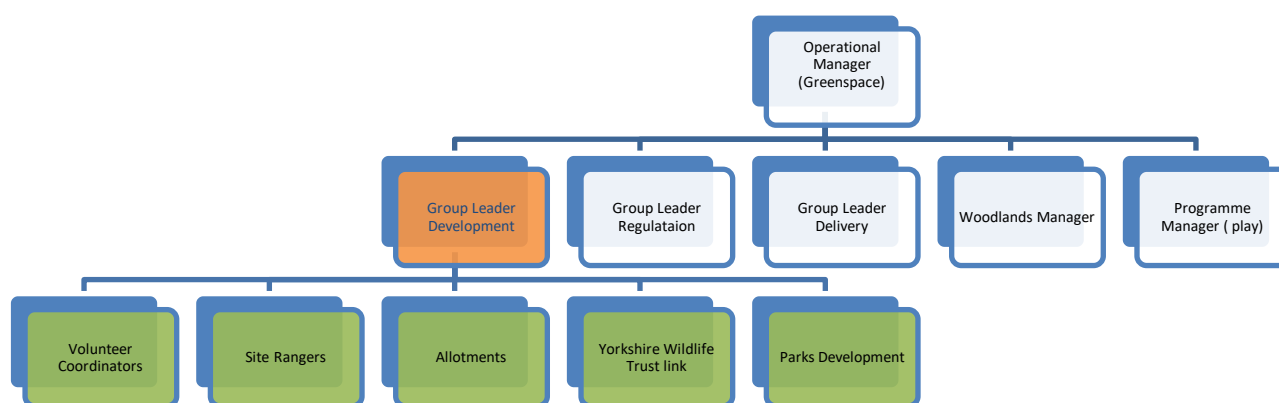 Operational
Manager
(Greenspace)
Group Leader
Development
Group Leader
Regulataion
Group Leader
Delivery
Woodlands Manager
Programme
Manager ( play)
Volunteer
Coordinators
Site Rangers
Allotments
Yorkshire Wildlife
Trust link
Parks Development